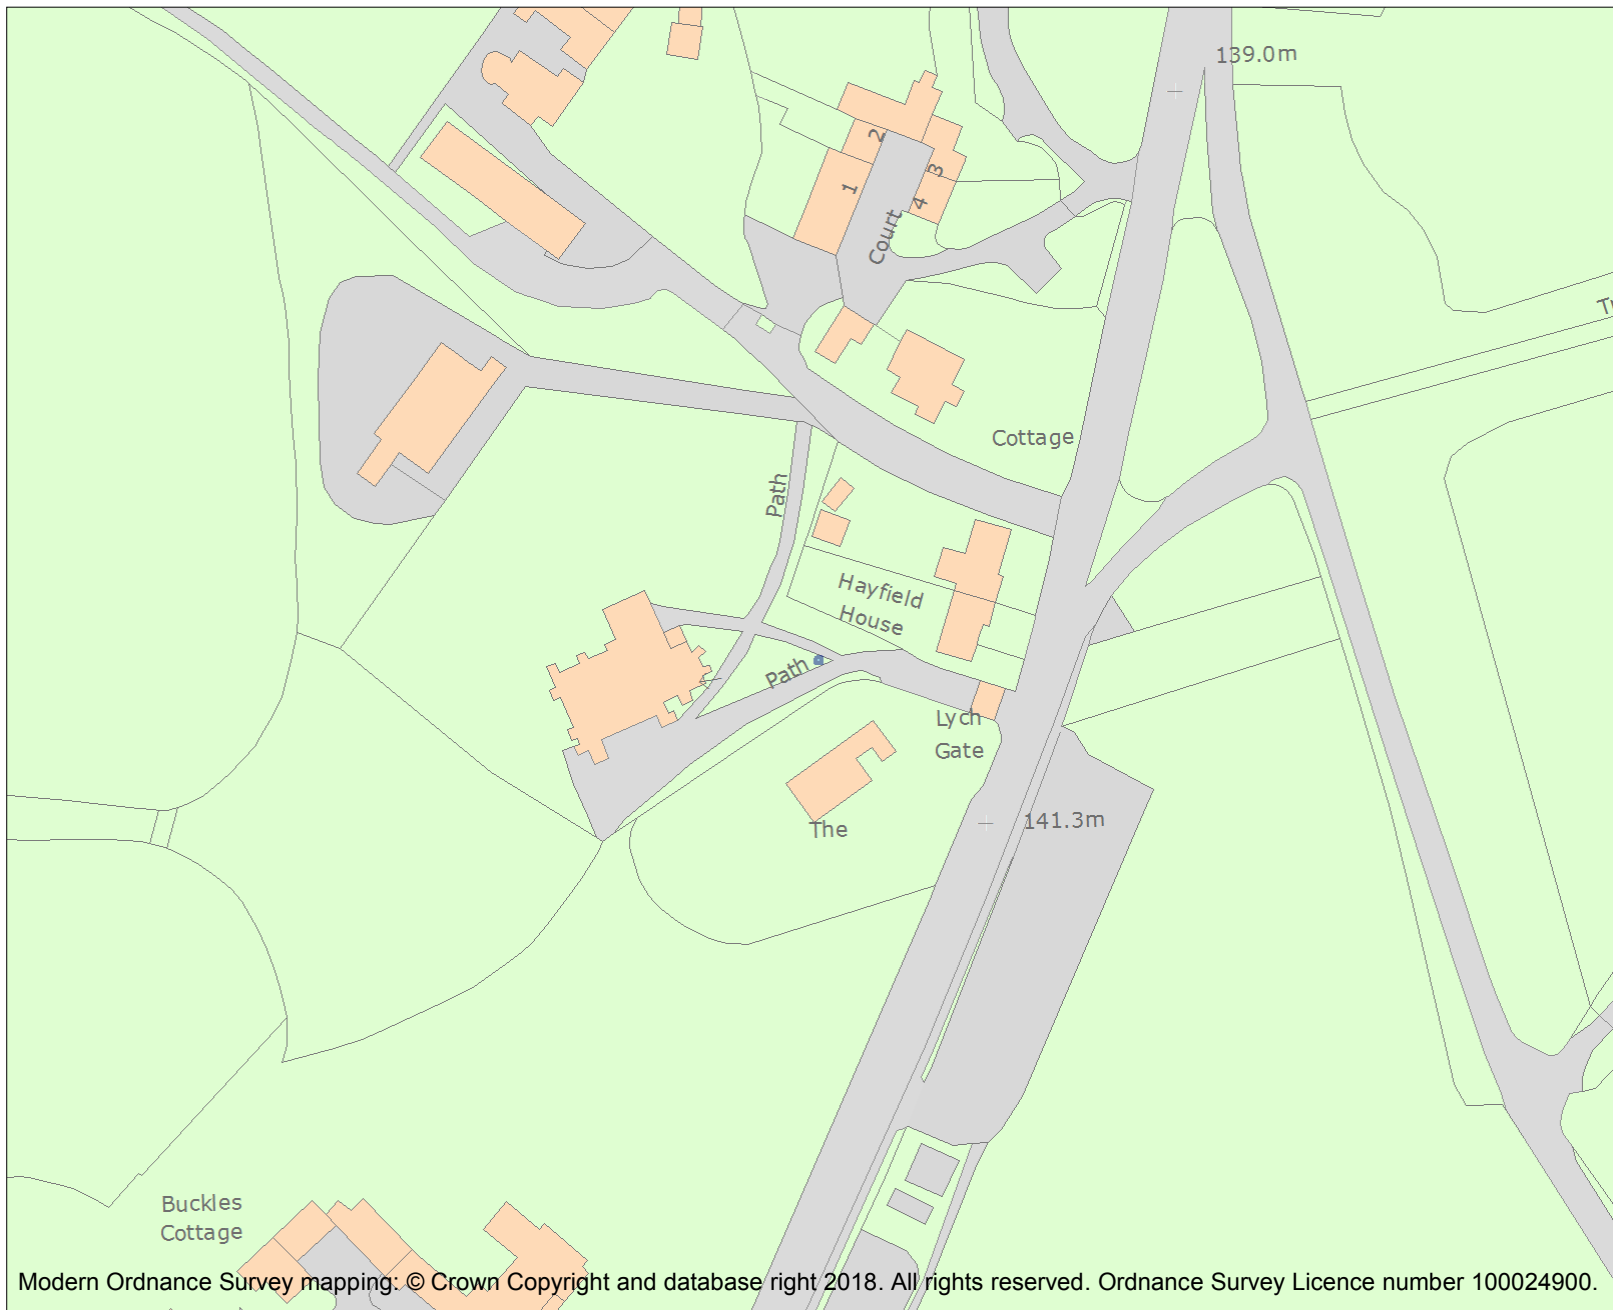 139.0m
2
3
1
4
Court
Cottage
Path
Hayfield
House
Path
Lych
Gate
141.3m
The
Buckles
Cottage
Modern Ordnance Survey mapping: © Crown Copyright and database right 2018. All rights reserved. Ordnance Survey Licence number 100024900.